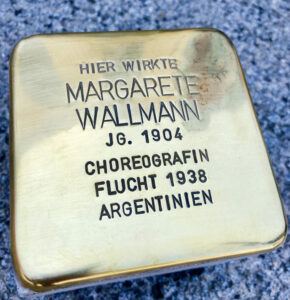 HIER WIRKTE
MARGARETE
WALLMANN
JG. 1904
CHOREOGRAFIN
FLUCHT 1938
ARGENTINIEN